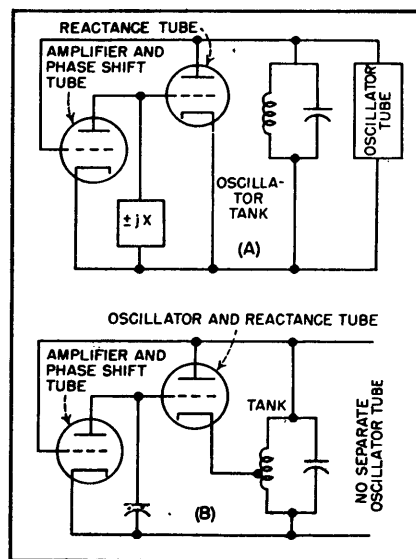 REACTANCE TUBE
AMPLIFIER AND
PHASE SHIFT
TUBE
OSCILLATOR
TUBE
±jX
OSCILLA-
TOR
TANK
(A)
OSCILLATOR AND REACTANCE TUBE
AMPLIFIER AND
PHASE SHIFT
TUBE
TANK
NO SEPARATE
OSCILLATOR TUBE
(B)